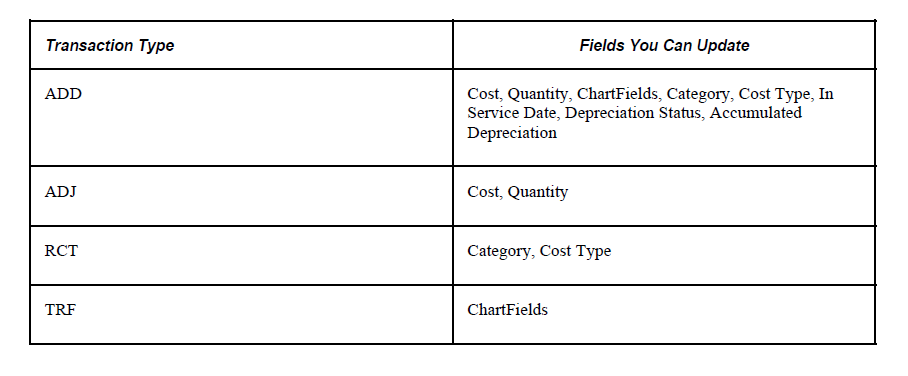 Transaction Type
Fields You Can Update
ADD
Cost, Quantity, ChartFields, Category, Cost Type, In
Service Date, Depreciation Status, Accumulated
Depreciation
ADJ
Cost, Quantity
RCT
Category, Cost Type
TRF
ChartFields